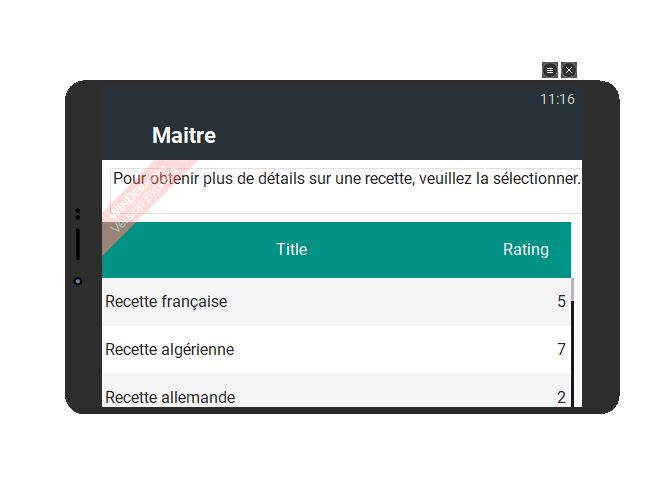 11:16
Maitre
Pour obtenir plus de détails sur une recette, veuillez la sélectionner.
Version
Title Rating
Recette française 5
Recette algérienne 7
Recette allemande 2